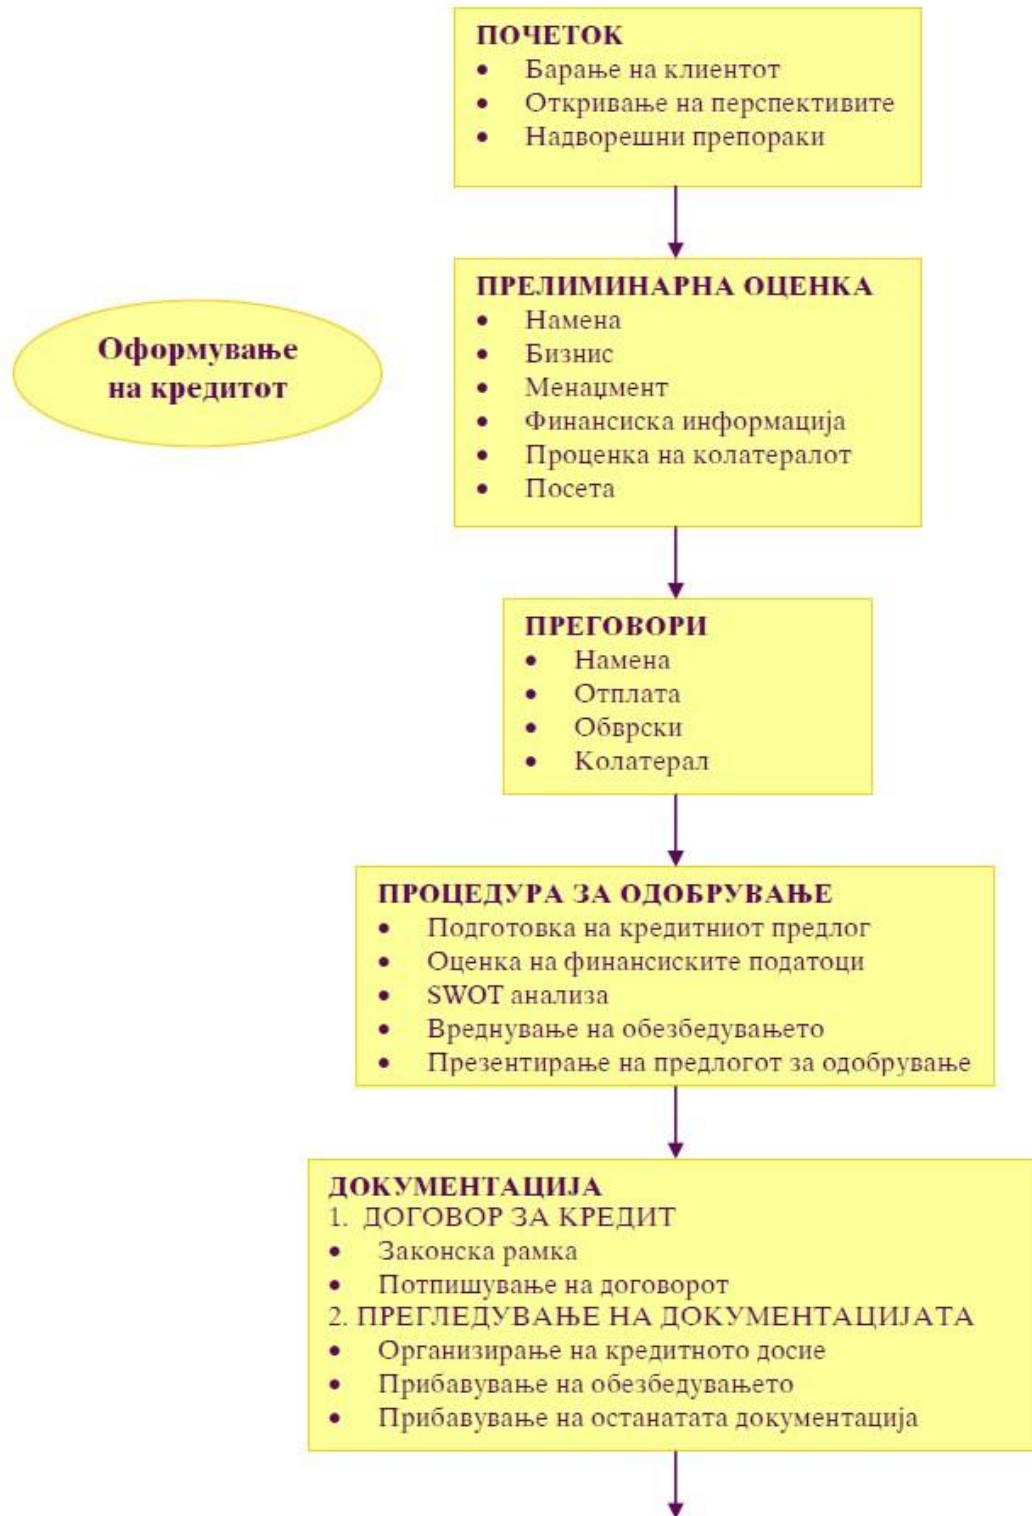 ПОЧЕТОК
• Барање на клиентот
• Откривање на перспективите
• Надворешни препораки
Оформување
на кредитот
ПРЕЛИМИНАРНА ОЦЕНКА
• Намена
• Бизнис
• Менаџмент
• Финансиска информација
• Проценка на колатералот
• Посета
ПРЕГОВОРИ
• Намена
• Отплата
• Обврски
• Колатерал
ПРОЦЕДУРА ЗА ОДОБРУВАЊЕ
• Подготовка на кредитниот предлог
• Оценка на финансиските податоци
• SWOT анализа
• Вреднување на обезбедувањето
• Презентирање на предлогот за одобрување
ДОКУМЕНТАЦИЈА
1. ДОГОВОР ЗА КРЕДИТ
• Законска рамка
• Потпишување на договорот
2. ПРЕГЛЕДУВАЊЕ НА ДОКУМЕНТАЦИЈАТА
• Организирање на кредитното досие
• Прибавување на обезбедувањето
• Прибавување на останатата документација